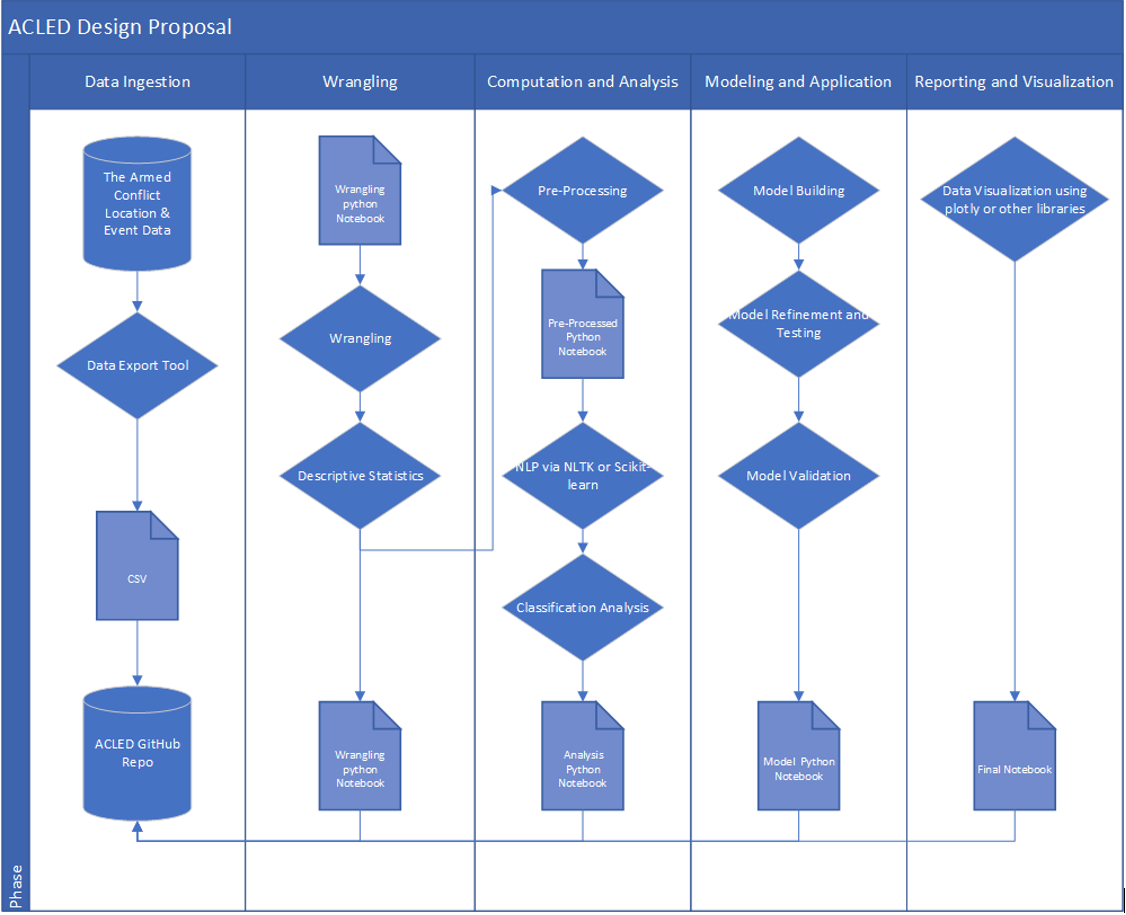 ACLED Design Proposal
Data Ingestion
Wrangling
Computation and Analysis
Modeling and Application
Reporting and Visualization
The Armed
Conflict
Location &
Event Data
Data Export Tool
CSV
ACLED GitHub
Repo
Wrangling
python
Notebook
Wrangling
Descriptive Statistics
Wrangling
python
Notebook
Pre-Processing
Pre-Processed
Python
Notebook
NLP via NLTK or Scikit-
learn
Classification Analysis
Analysis
Python
Notebook
Model Building
Model Refinement and
Testing
Model Validation
Model Python
Notebook
Data Visualization using
plotly or other libraries
Final Notebook
Phase